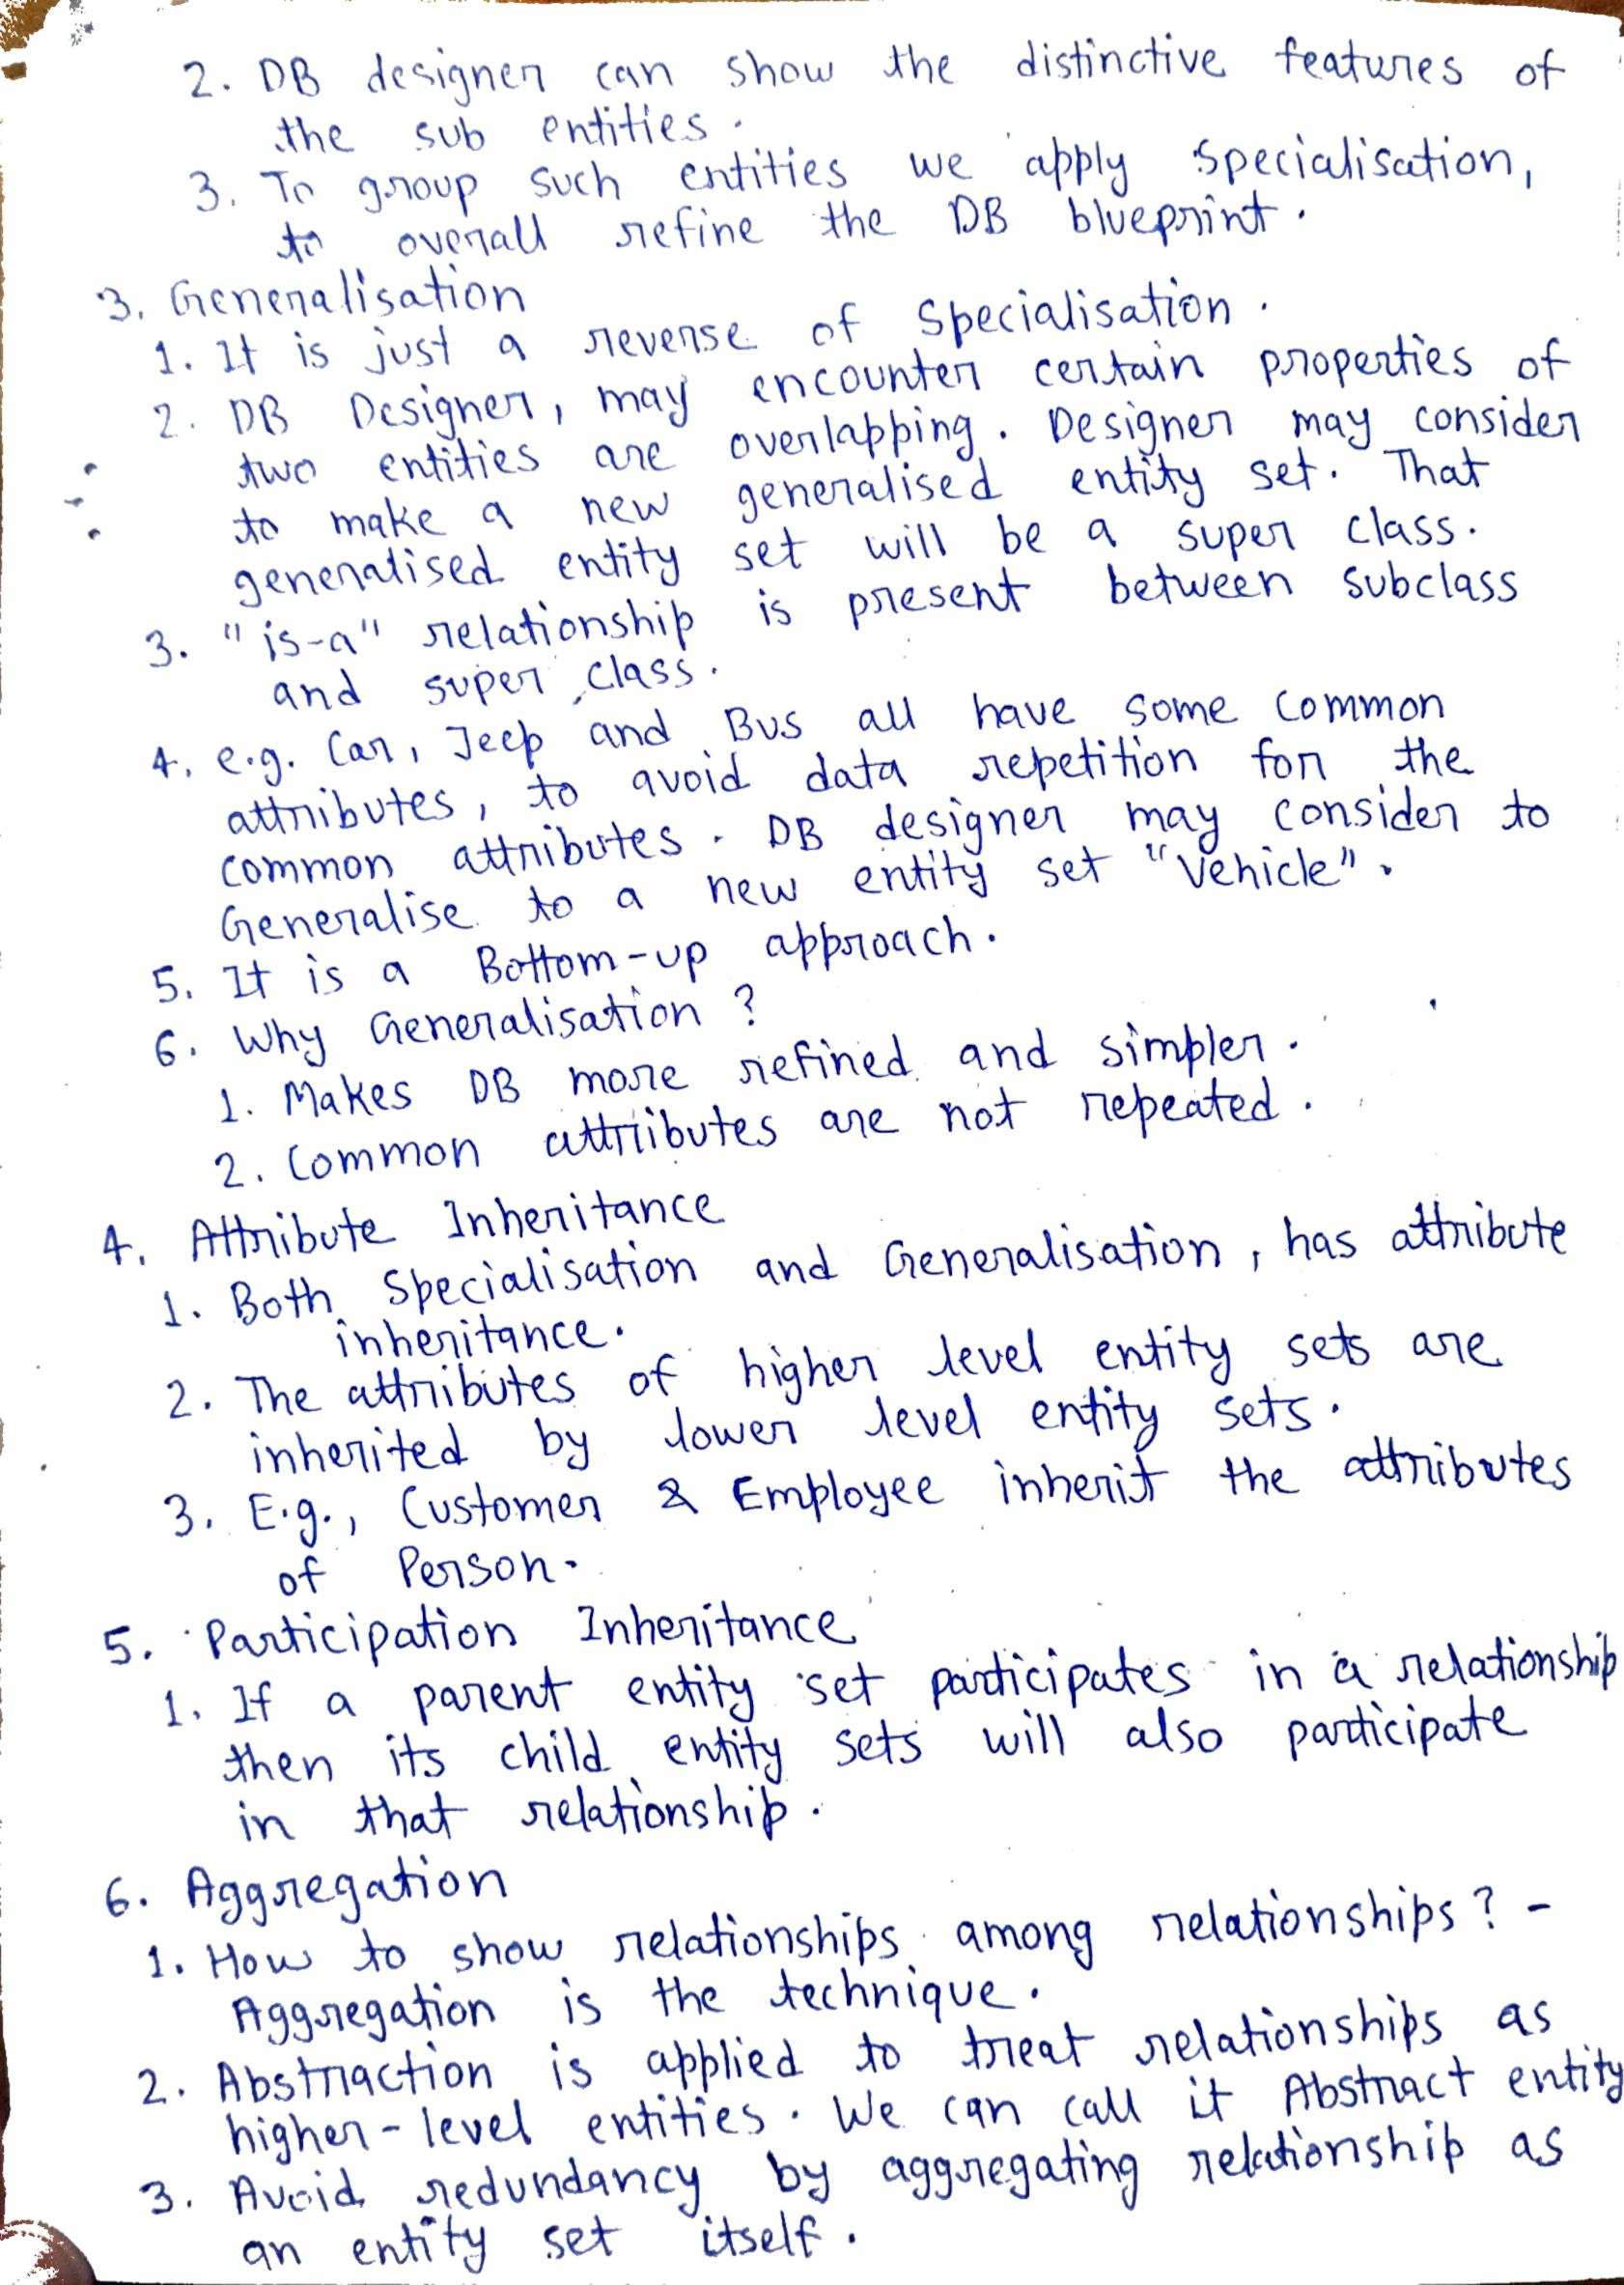 2. DB designer can show the distinctive features of
the sub entities.
3. To group such entities we apply specialisation,
to overall refine the DB blueprint.
3. Generalisation
1. It is just a reverse of Specialisation.
2. DB Designer, may encounter certain properties of
two entities are overlapping. Designer may consider
to make a new generalised entity set. That
generalised entity set will be a super class.
3. "is-a" relationship is present between subclass
and super class.
4. e.g. Car, Jeep and Bus all have some common
attributes, to avoid data repetition for the
common attributes. DB designer may consider to
Generalise to a new entity set "Vehicle".
5. It is a Bottom-up approach.
6. Why Generalisation?
1. Makes DB more refined and simpler.
2. Common attributes are not repeated.
4. Attribute Inheritance
1. Both Specialisation and Generalisation, has attribute
inheritance.
2. The attributes of higher level entity sets are
inherited by lower level entity sets.
3. E.g., Customer & Employee inherit the attributes
of Person.
5. Participation Inheritance
1. If a parent entity set participates in a relationship
then its child entity sets will also participate
in that relationship.
6. Aggregation
1. How to show relationships among relationships? -
Aggregation is the technique.
2. Abstraction is applied to treat relationships as
higher-level entities. We can call it Abstract entity
3. Avoid redundancy by aggregating relationship as
an entity set itself.